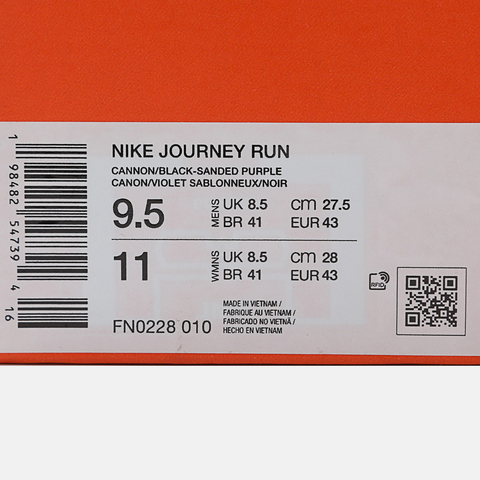 NIKE JOURNEY RUN
CANNON/BLACK-SANDED PURPLE
CANON/VIOLET SABLONNEUX/NOIR
9.5 MENS UK 8.5 CM 27.5
BR 41 EUR 43
11 WMNS UK 8.5 CM 28
BR 41 EUR 43
MADE IN VIETNAM /
FABRIQUE AU VIETNAM /
FABRICADO NO VIETNÃ /
HECHO EN VIETNAM
FN0228 010
RFID
1 98482 54739 4 16